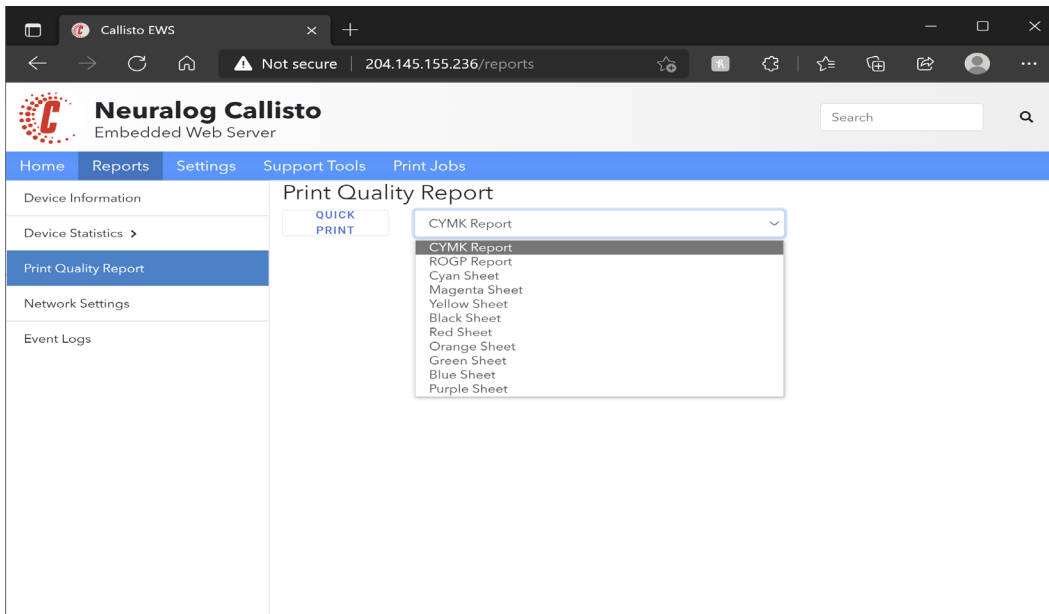 Callisto EWS
Not secure | 204.145.155.236/reports
Neuralog Callisto
Embedded Web Server
Search
Home Reports Settings Support Tools Print Jobs
Device Information
Device Statistics >
Print Quality Report
Network Settings
Event Logs
Print Quality Report
QUICK
PRINT
CYMK Report
CYMK Report
ROGP Report
Cyan Sheet
Magenta Sheet
Yellow Sheet
Black Sheet
Red Sheet
Orange Sheet
Green Sheet
Blue Sheet
Purple Sheet